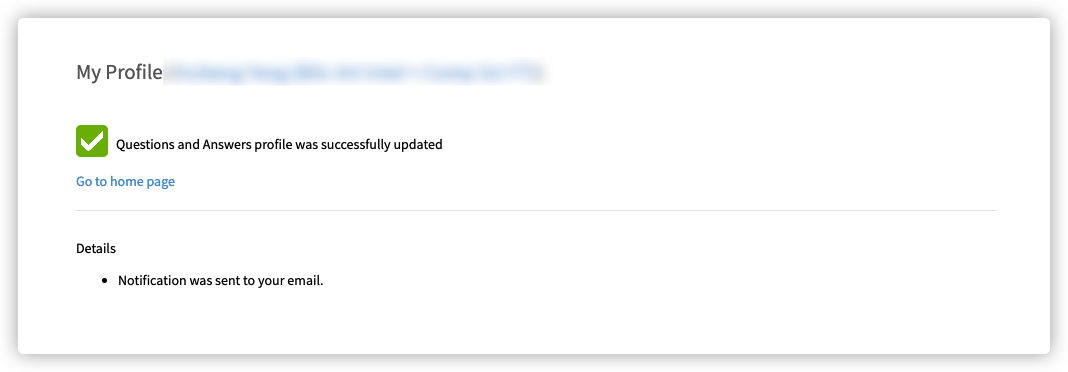 My Profile
Questions and Answers profile was successfully updated
Go to home page
Details
Notification was sent to your email.